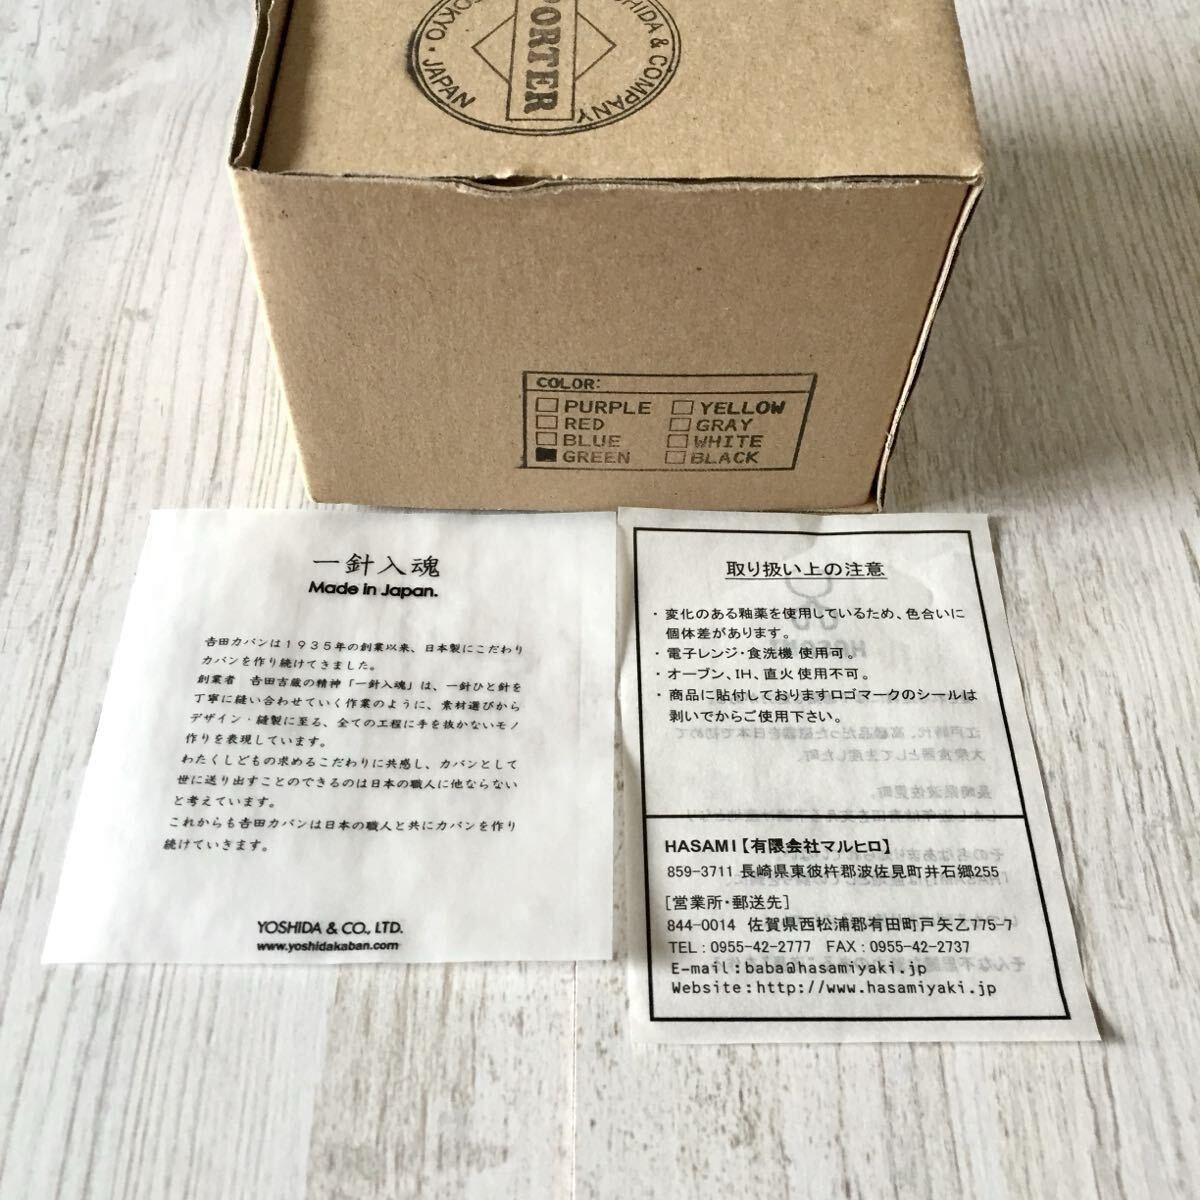 TOKYO・JAPAN
PORTER
YOSHIDA & COMPANY
COLOR:
□ PURPLE □ YELLOW
□ RED □ GRAY
□ BLUE □ WHITE
■ GREEN □ BLACK
一針入魂
Made in Japan.
𠮷田カバンは1935年の創業以来、日本製にこだわり
カバンを作り続けてきました。
創業者 𠮷田吉蔵の精神「一針入魂」は、一針ひと針を
丁寧に縫い合わせていく作業のように、素材選びから
デザイン・縫製に至る、全ての工程に手を抜かないモノ
作りを表現しています。
わたくしどもの求めるこだわりに共感し、カバンとして
世に送り出すことのできるのは日本の職人に他ならない
と考えています。
これからも𠮷田カバンは日本の職人と共にカバンを作り
続けていきます。
YOSHIDA & CO., LTD.
www.yoshidakaban.com
取り扱い上の注意
・変化のある釉薬を使用しているため、色合いに
個体差があります。
・電子レンジ・食洗機 使用可。
・オーブン、IH、直火 使用不可。
・商品に貼付しておりますロゴマークのシールは
剥いでからご使用下さい。
HASAMI【有限会社マルヒロ】
859-3711 長崎県東彼杵郡波佐見町井石郷255
[営業所・郵送先]
844-0014 佐賀県西松浦郡有田町戸矢乙775-7
TEL : 0955-42-2777 FAX : 0955-42-2737
E-mail:baba@hasamiyaki.jp
Website:http://www.hasamiyaki.jp